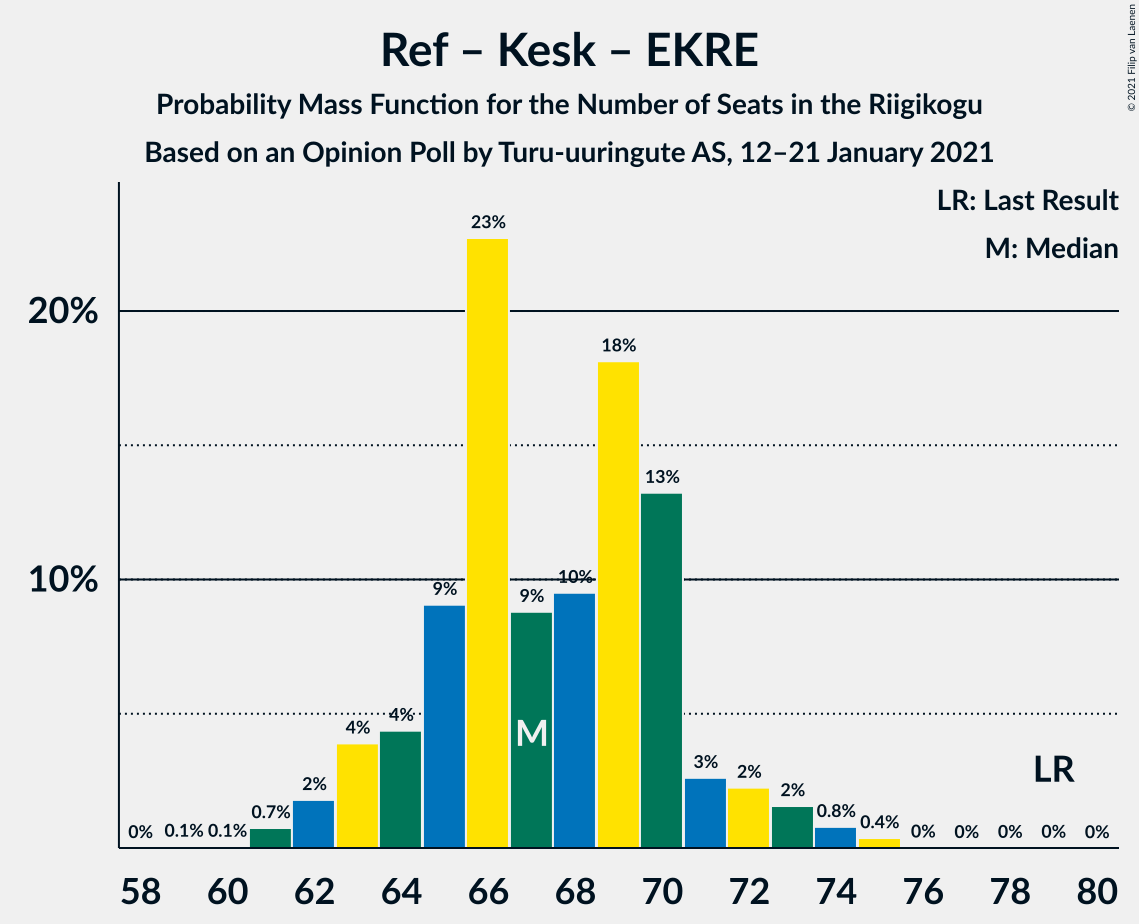 Ref – Kesk – EKRE
Probability Mass Function for the Number of Seats in the Riigikogu
Based on an Opinion Poll by Turu-uuringute AS, 12–21 January 2021
© 2021 Filip van Laenen
LR: Last Result
M: Median
20%
10%
0% 0.1% 0.1% 0.7% 2% 4% 4% 9% 23% 9% 10% 18% 13% 3% 2% 2% 0.8% 0.4% 0% 0% 0% 0% 0%
M
LR
58 60 62 64 66 68 70 72 74 76 78 80